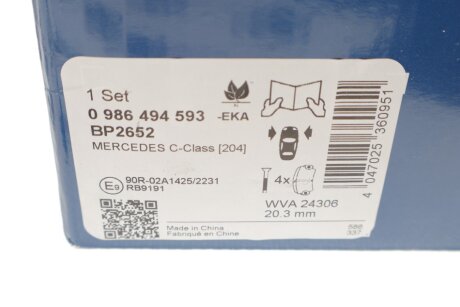 1 Set
0 986 494 593 -EKA
BP2652
MERCEDES C-Class [204]
4x
E9 90R-02A1425/2231
RB9191
WVA 24306
20.3 mm
Made in China
Fabriqué en Chine
4 047025 360951